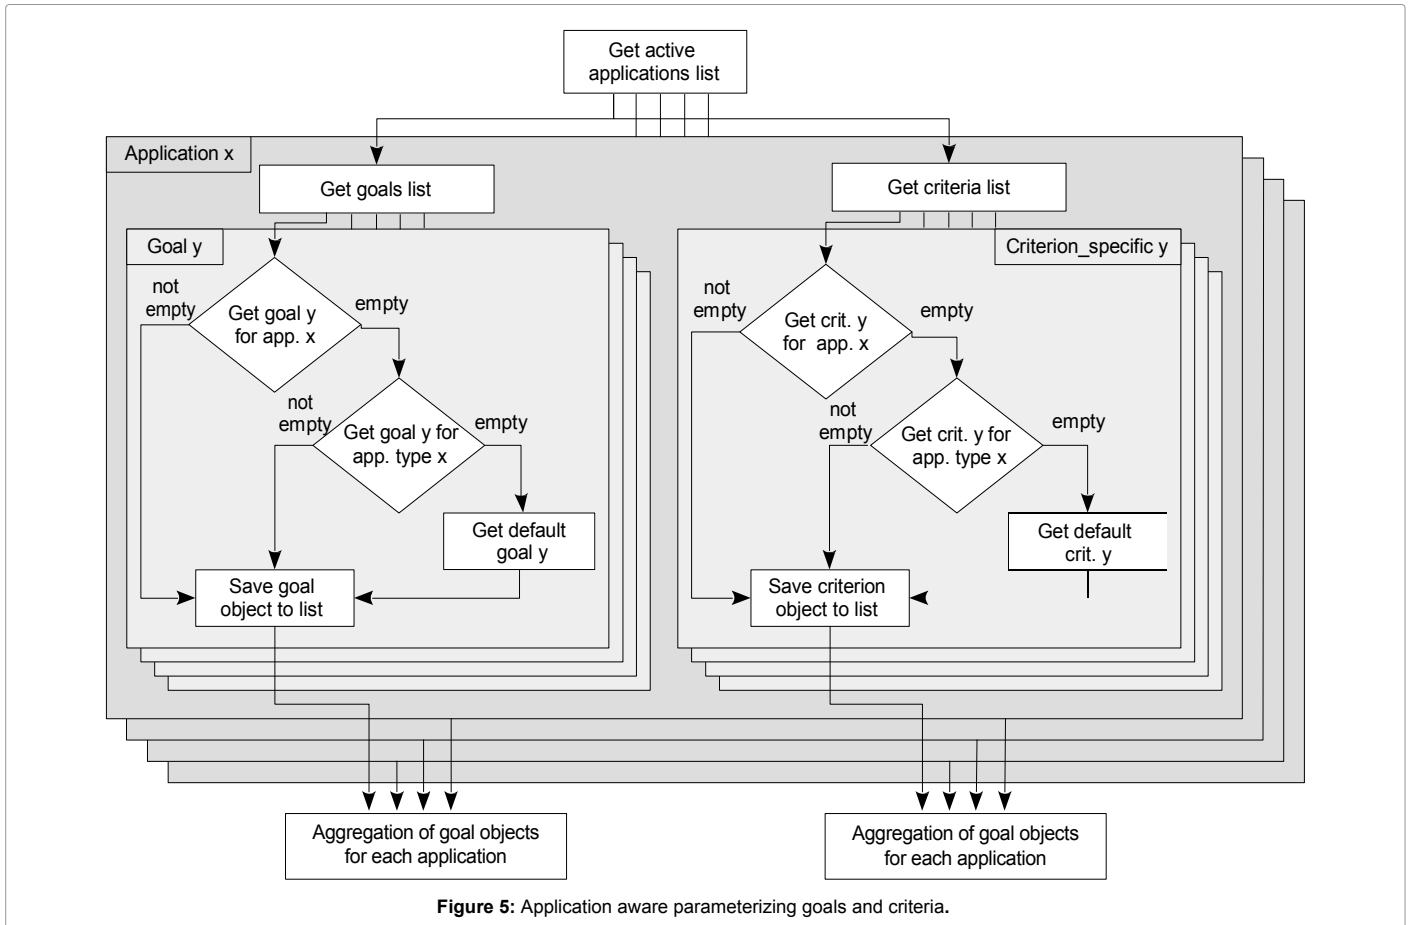 Get active
applications list
Application x
Get goals list
Get criteria list
Goal y
Criterion_specific y
not
empty
Get goal y
for app. x
empty
not
empty
Get crit. y
for app. x
empty
not
empty
Get goal y for
app. type x
empty
not
empty
Get crit. y for
app. type x
empty
Get default
goal y
Get default
crit. y
Save goal
object to list
Save criterion
object to list
Aggregation of goal objects
for each application
Aggregation of goal objects
for each application
Figure 5: Application aware parameterizing goals and criteria.